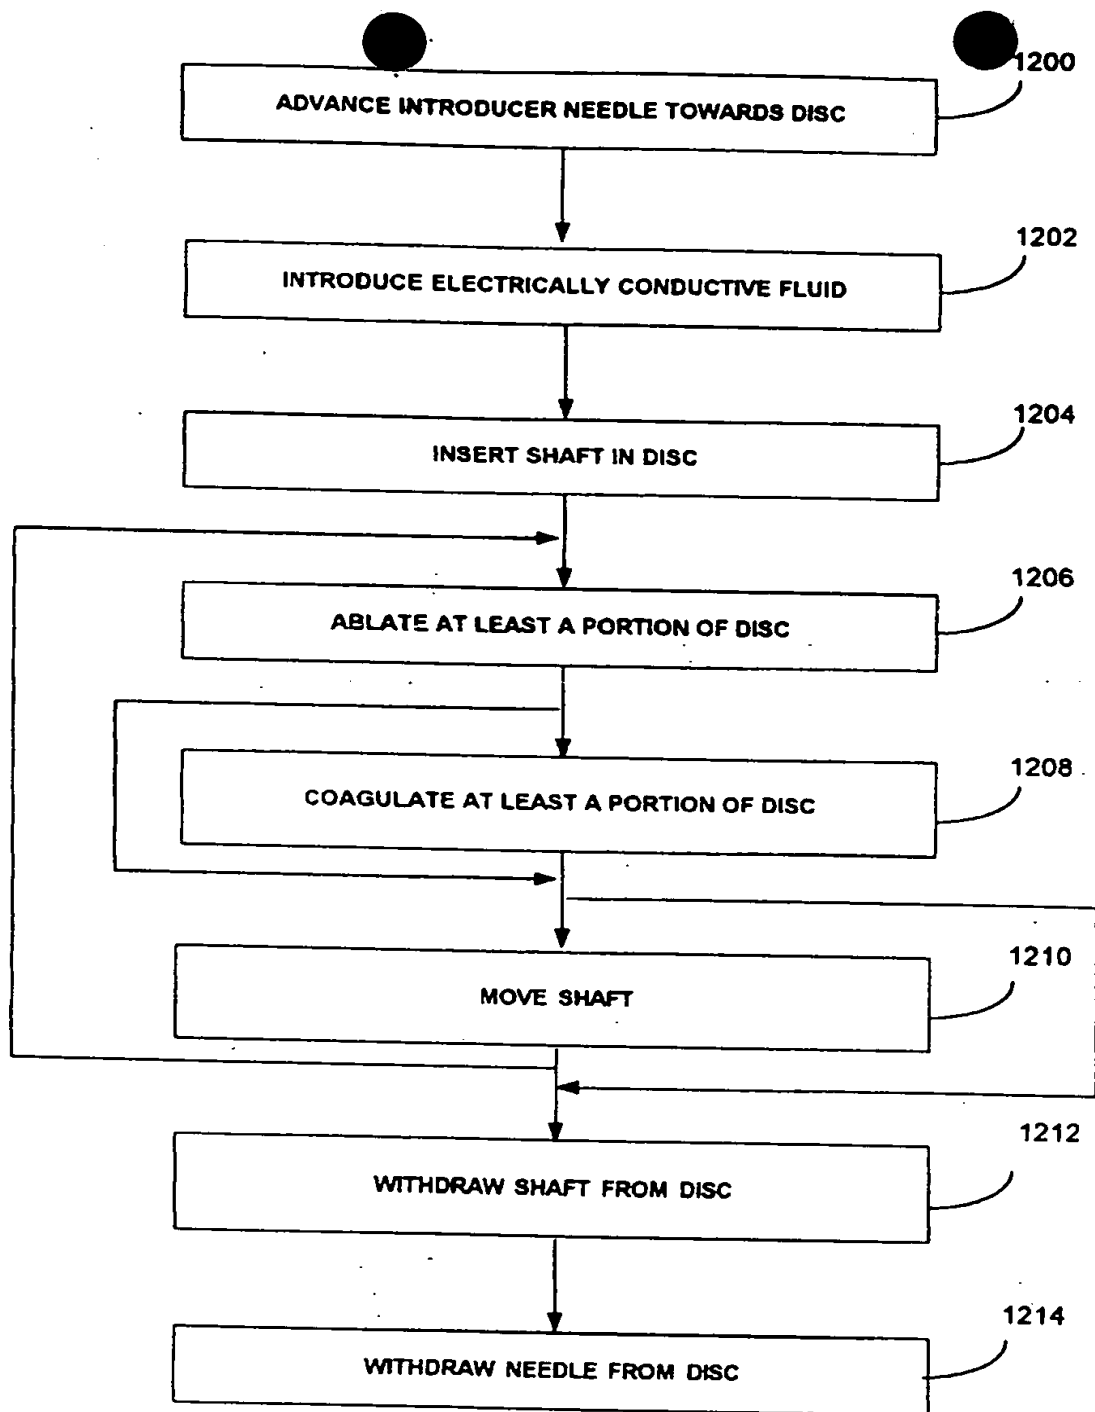 1200
ADVANCE INTRODUCER NEEDLE TOWARDS DISC
1202
INTRODUCE ELECTRICALLY CONDUCTIVE FLUID
1204
INSERT SHAFT IN DISC
1206
ABLATE AT LEAST A PORTION OF DISC
1208
COAGULATE AT LEAST A PORTION OF DISC
1210
MOVE SHAFT
1212
WITHDRAW SHAFT FROM DISC
1214
WITHDRAW NEEDLE FROM DISC